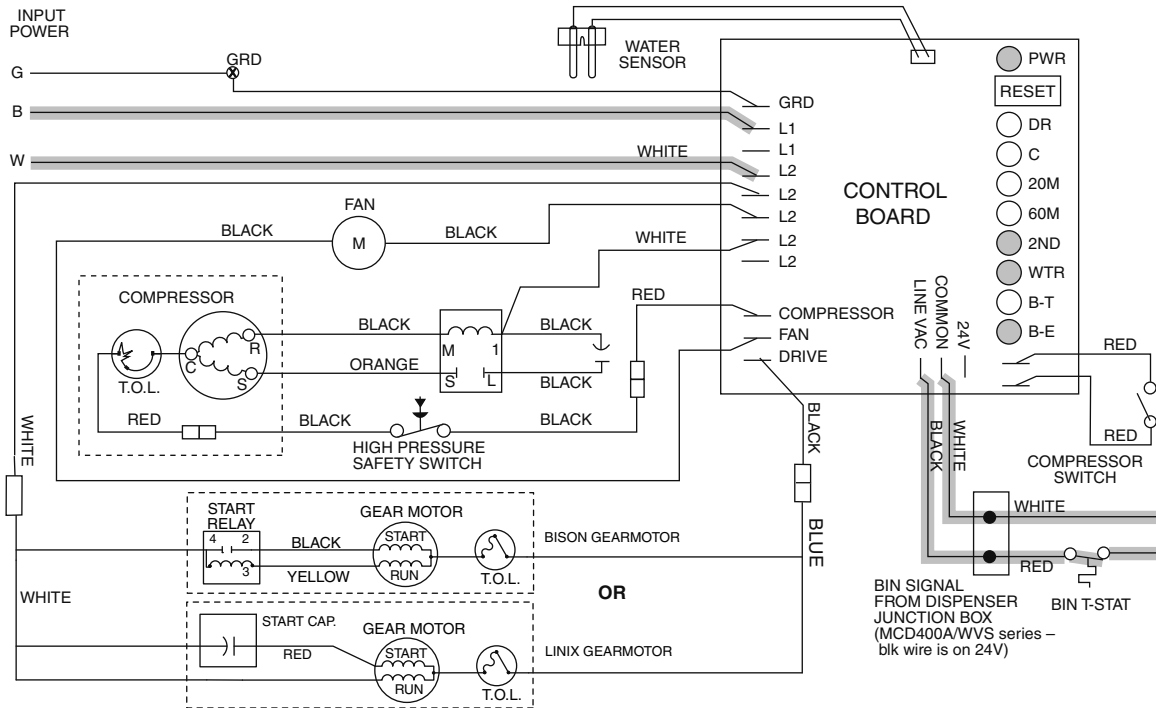 INPUT
POWER
G
GRD
B
W
WATER
SENSOR
PWR
RESET
DR
C
20M
60M
2ND
WTR
B-T
B-E
GRD
L1
L1
L2
L2
L2
L2
L2
CONTROL
BOARD
COMPRESSOR
FAN
DRIVE
LINE VAC
COMMON
24V
WHITE
FAN
M
BLACK
BLACK
WHITE
COMPRESSOR
T.O.L.
C
R
S
BLACK
ORANGE
M
1
S
L
BLACK
BLACK
RED
RED
BLACK
BLACK
HIGH PRESSURE
SAFETY SWITCH
WHITE
BLACK
BLUE
BLACK
WHITE
RED
RED
COMPRESSOR
SWITCH
WHITE
RED
BIN T-STAT
BIN SIGNAL
FROM DISPENSER
JUNCTION BOX
(MCD400A/WVS series –
blk wire is on 24V)
START
RELAY
4
2
3
BLACK
YELLOW
GEAR MOTOR
START
RUN
T.O.L.
BISON GEARMOTOR
OR
WHITE
START CAP.
RED
GEAR MOTOR
START
RUN
T.O.L.
LINIX GEARMOTOR